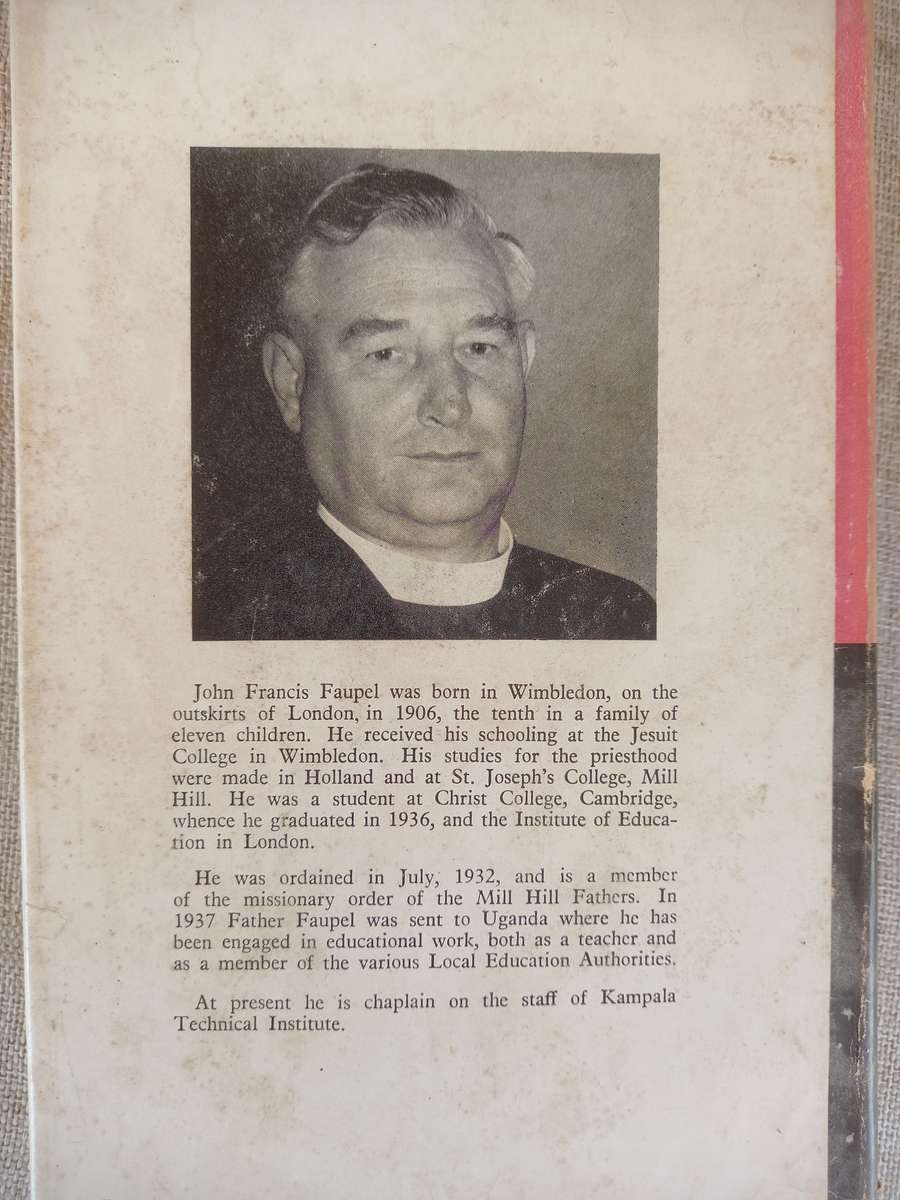 John Francis Faupel was born in Wimbledon, on the
outskirts of London, in 1906, the tenth in a family of
eleven children. He received his schooling at the Jesuit
College in Wimbledon. His studies for the priesthood
were made in Holland and at St. Joseph's College, Mill
Hill. He was a student at Christ College, Cambridge,
whence he graduated in 1936, and the Institute of Educa-
tion in London.
He was ordained in July, 1932, and is a member
of the missionary order of the Mill Hill Fathers. In
1937 Father Faupel was sent to Uganda where he has
been engaged in educational work, both as a teacher and
as a member of the various Local Education Authorities.
At present he is chaplain on the staff of Kampala
Technical Institute.